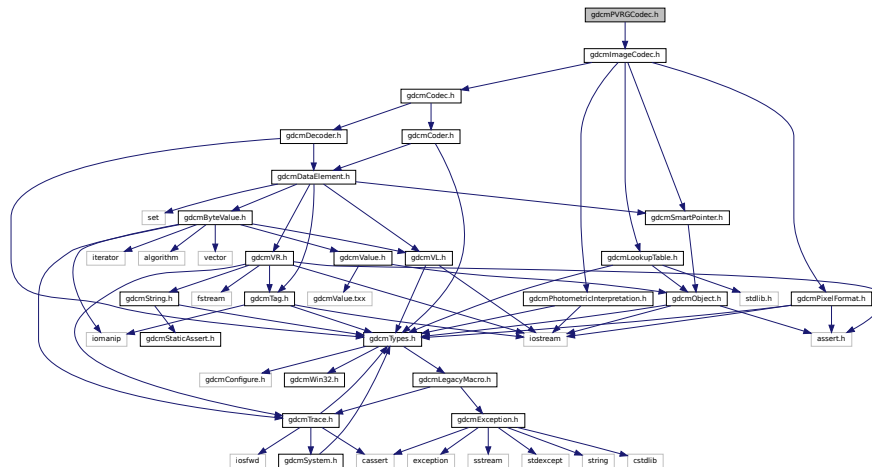 gdcmPVRGCodec.h
gdcmImageCodec.h
gdcmCodec.h
gdcmDecoder.h
gdcmCoder.h
gdcmDataElement.h
set
gdcmByteValue.h
gdcmSmartPointer.h
iterator
algorithm
vector
gdcmVR.h
gdcmValue.h
gdcmVL.h
gdcmLookupTable.h
gdcmString.h
fstream
gdcmTag.h
gdcmValue.txx
gdcmPhotometricInterpretation.h
gdcmObject.h
stdlib.h
gdcmPixelFormat.h
iomanip
gdcmStaticAssert.h
gdcmTypes.h
iostream
assert.h
gdcmConfigure.h
gdcmWin32.h
gdcmLegacyMacro.h
gdcmTrace.h
gdcmException.h
iosfwd
gdcmSystem.h
cassert
exception
sstream
stdexcept
string
cstdlib